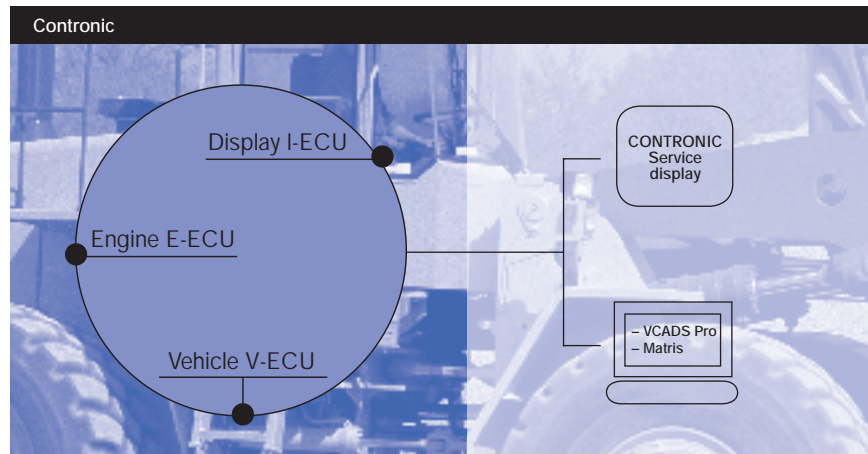 Contronic
Display I-ECU
Engine E-ECU
Vehicle V-ECU
CONTRONIC
Service
display
– VCADS Pro
– Matris